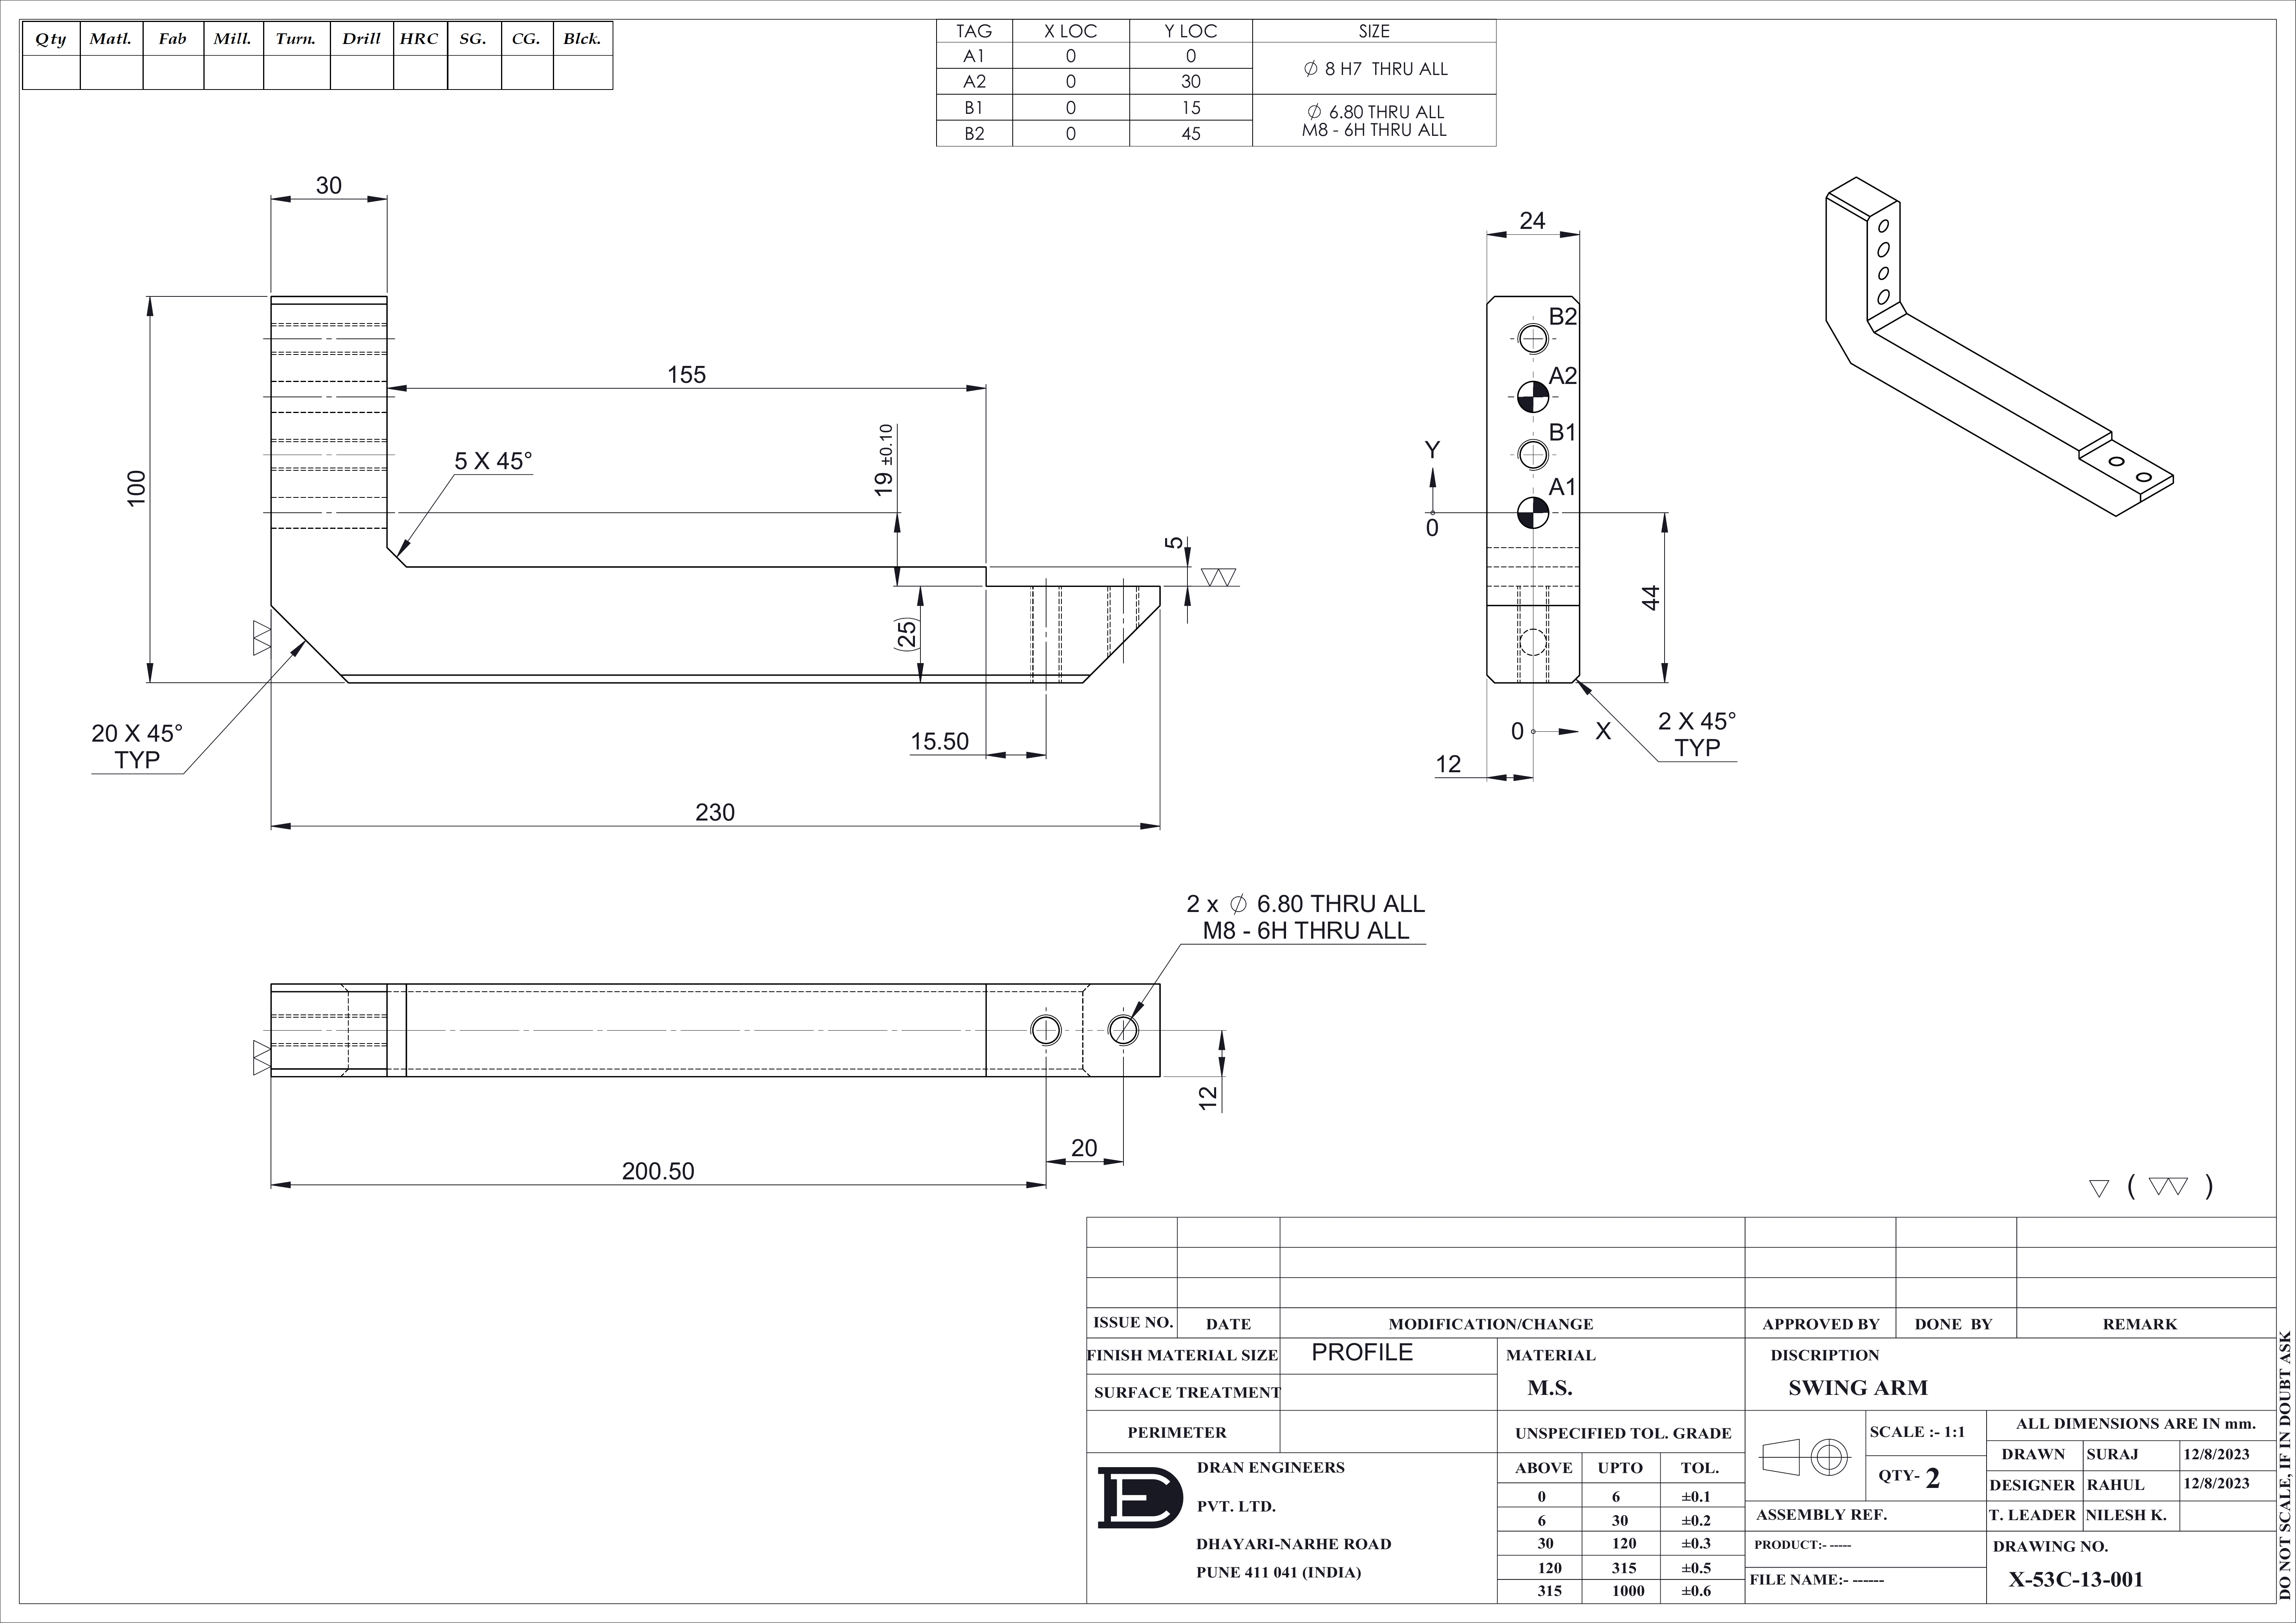 Qty Matl. Fab Mill. Turn. Drill HRC SG. CG. Blck.
TAG X LOC Y LOC SIZE
A1 0 0 ∅ 8 H7 THRU ALL
A2 0 30
B1 0 15 ∅ 6.80 THRU ALL
M8 - 6H THRU ALL
B2 0 45
30
100
155
5 X 45°
19 ±0.10
5
(25)
20 X 45°
TYP
15.50
230
24
B2
A2
B1
A1
Y
0
44
0 X
12
2 X 45°
TYP
2 x ∅ 6.80 THRU ALL
M8 - 6H THRU ALL
12
20
200.50
( )
ISSUE NO. DATE MODIFICATION/CHANGE APPROVED BY DONE BY REMARK
FINISH MATERIAL SIZE PROFILE
SURFACE TREATMENT
PERIMETER
MATERIAL
M.S.
DISCRIPTION
SWING ARM
UNSPECIFIED TOL. GRADE
ABOVE UPTO TOL.
0 6 ±0.1
6 30 ±0.2
30 120 ±0.3
120 315 ±0.5
315 1000 ±0.6
DE
DRAN ENGINEERS
PVT. LTD.
DHAYARI-NARHE ROAD
PUNE 411 041 (INDIA)
SCALE :- 1:1
QTY- 2
ALL DIMENSIONS ARE IN mm.
DRAWN SURAJ 12/8/2023
DESIGNER RAHUL 12/8/2023
T. LEADER NILESH K.
ASSEMBLY REF.
PRODUCT:- -----
FILE NAME:- ------
DRAWING NO.
X-53C-13-001
DO NOT SCALE, IF IN DOUBT ASK